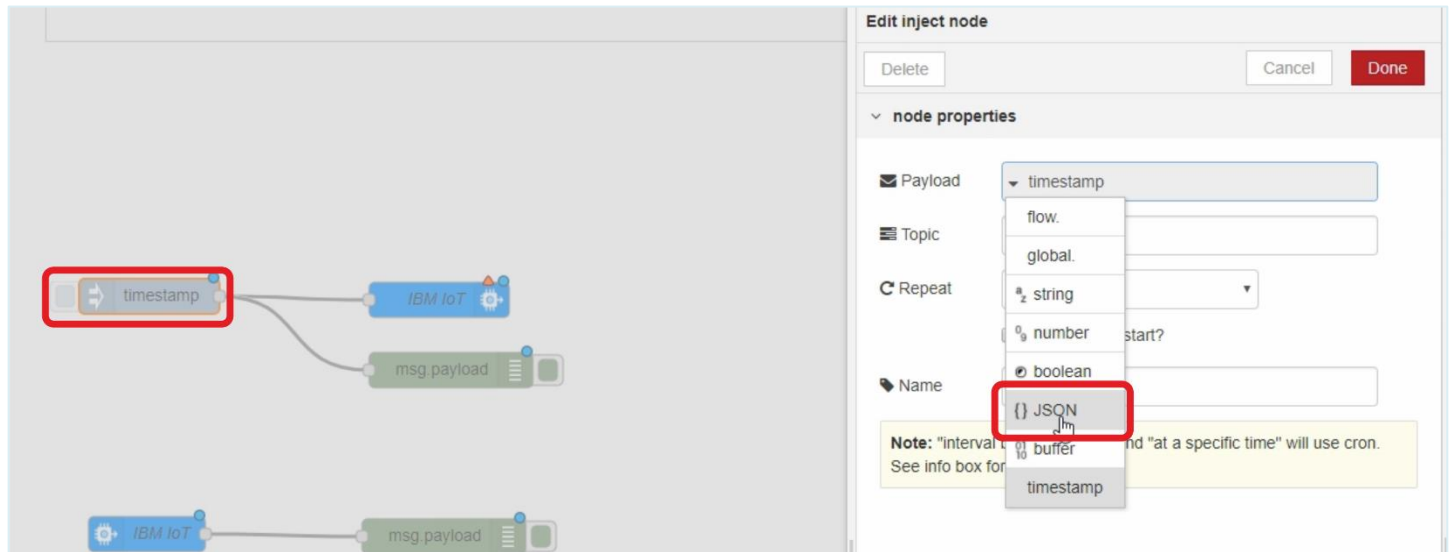 Edit inject node
Delete
Cancel
Done
node properties
Payload
timestamp
flow.
Topic
global.
Repeat
string
number
start?
boolean
Name
{} JSON
Note: "interval
nd "at a specific time" will use cron.
buffer
See info box for
timestamp
timestamp
IBM IoT
msg.payload
IBM IoT
msg.payload